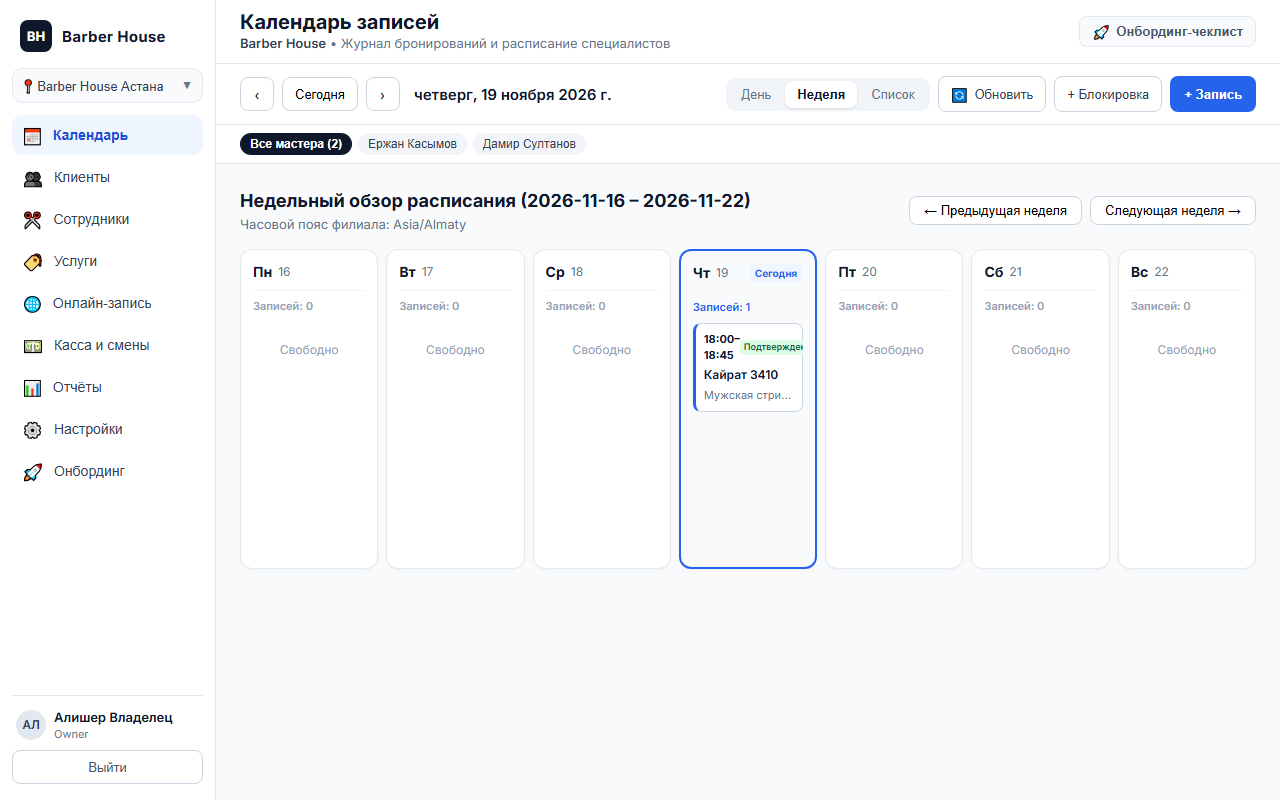 BH Barber House
Barber House Астана ▼
Календарь
Клиенты
Сотрудники
Услуги
Онлайн-запись
Касса и смены
Отчёты
Настройки
Онбординг
АЛ
Алишер Владелец
Owner
Выйти
Календарь записей
Barber House • Журнал бронирований и расписание специалистов
Онбординг-чеклист
‹ Сегодня › четверг, 19 ноября 2026 г.
День Неделя Список
Обновить
+ Блокировка
+ Запись
Все мастера (2) Ержан Касымов Дамир Султанов
Недельный обзор расписания (2026-11-16 – 2026-11-22)
Часовой пояс филиала: Asia/Almaty
← Предыдущая неделя Следующая неделя →
Пн 16
Записей: 0
Свободно
Вт 17
Записей: 0
Свободно
Ср 18
Записей: 0
Свободно
Чт 19 Сегодня
Записей: 1
18:00–
18:45
Подтвержден
Кайрат 3410
Мужская стри...
Пт 20
Записей: 0
Свободно
Сб 21
Записей: 0
Свободно
Вс 22
Записей: 0
Свободно